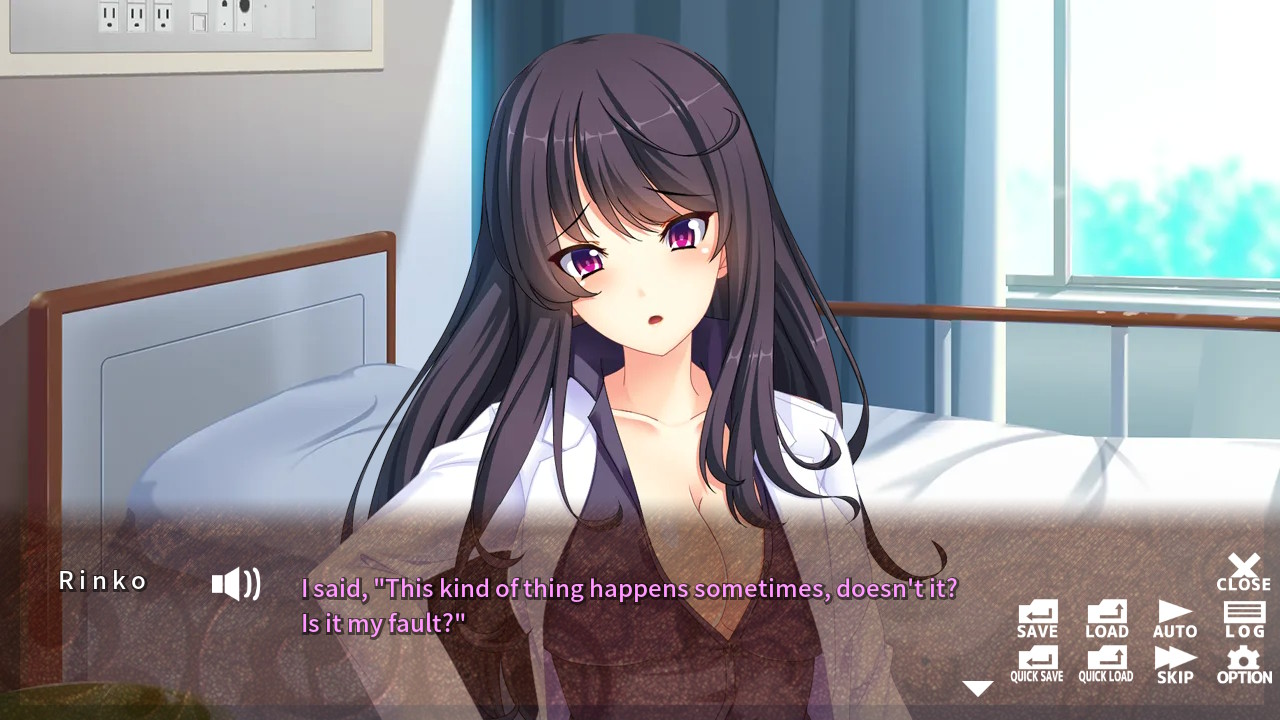 Rinko
I said, "This kind of thing happens sometimes, doesn't it?
Is it my fault?"
CLOSE
SAVE
LOAD
AUTO
LOG
QUICK SAVE
QUICK LOAD
SKIP
OPTION